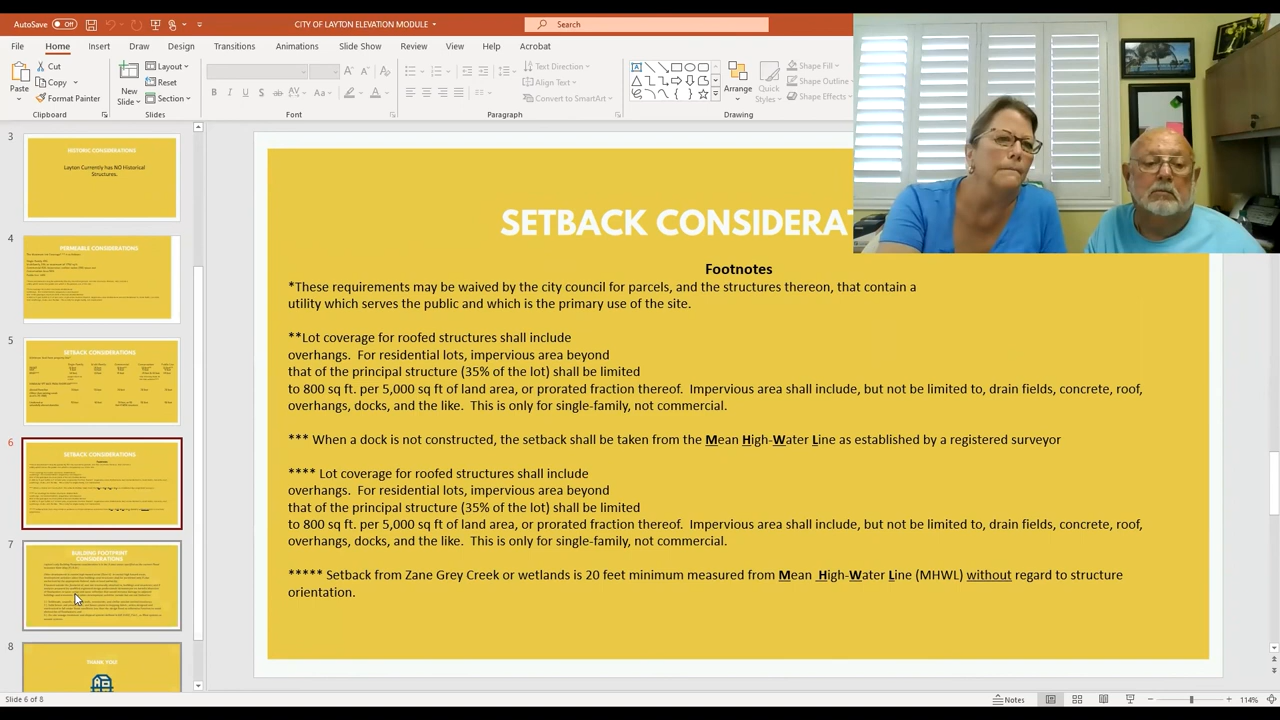 AutoSave Off
CITY OF LAYTON ELEVATION MODULE
Search
File Home Insert Draw Design Transitions Animations Slide Show Review View Help Acrobat
Paste
Cut
Copy
Format Painter
Clipboard
New Slide
Layout
Reset
Section
Slides
Font
Text Direction
Align Text
Convert to SmartArt
Paragraph
Arrange
Quick Styles
Shape Fill
Shape Outline
Shape Effects
Drawing
3
HISTORIC CONSIDERATIONS
Layton Currently has NO Historical
Structures.
4
PERMEABLE CONSIDERATIONS
5
SETBACK CONSIDERATIONS
6
SETBACK CONSIDERATIONS
7
BUILDING FOOTPRINT
CONSIDERATIONS
8
THANK YOU!
SETBACK CONSIDERAT
Footnotes
*These requirements may be waived by the city council for parcels, and the structures thereon, that contain a
utility which serves the public and which is the primary use of the site.
**Lot coverage for roofed structures shall include
overhangs. For residential lots, impervious area beyond
that of the principal structure (35% of the lot) shall be limited
to 800 sq ft. per 5,000 sq ft of land area, or prorated fraction thereof. Impervious area shall include, but not be limited to, drain fields, concrete, roof,
overhangs, docks, and the like. This is only for single-family, not commercial.
*** When a dock is not constructed, the setback shall be taken from the Mean High-Water Line as established by a registered surveyor
**** Lot coverage for roofed structures shall include
overhangs. For residential lots, impervious area beyond
that of the principal structure (35% of the lot) shall be limited
to 800 sq ft. per 5,000 sq ft of land area, or prorated fraction thereof. Impervious area shall include, but not be limited to, drain fields, concrete, roof,
overhangs, docks, and the like. This is only for single-family, not commercial.
***** Setback from Zane Grey Creek or wetlands is 20 feet minimum measured from Mean High-Water Line (MHWL) without regard to structure
orientation.
Slide 6 of 8
Notes
114%